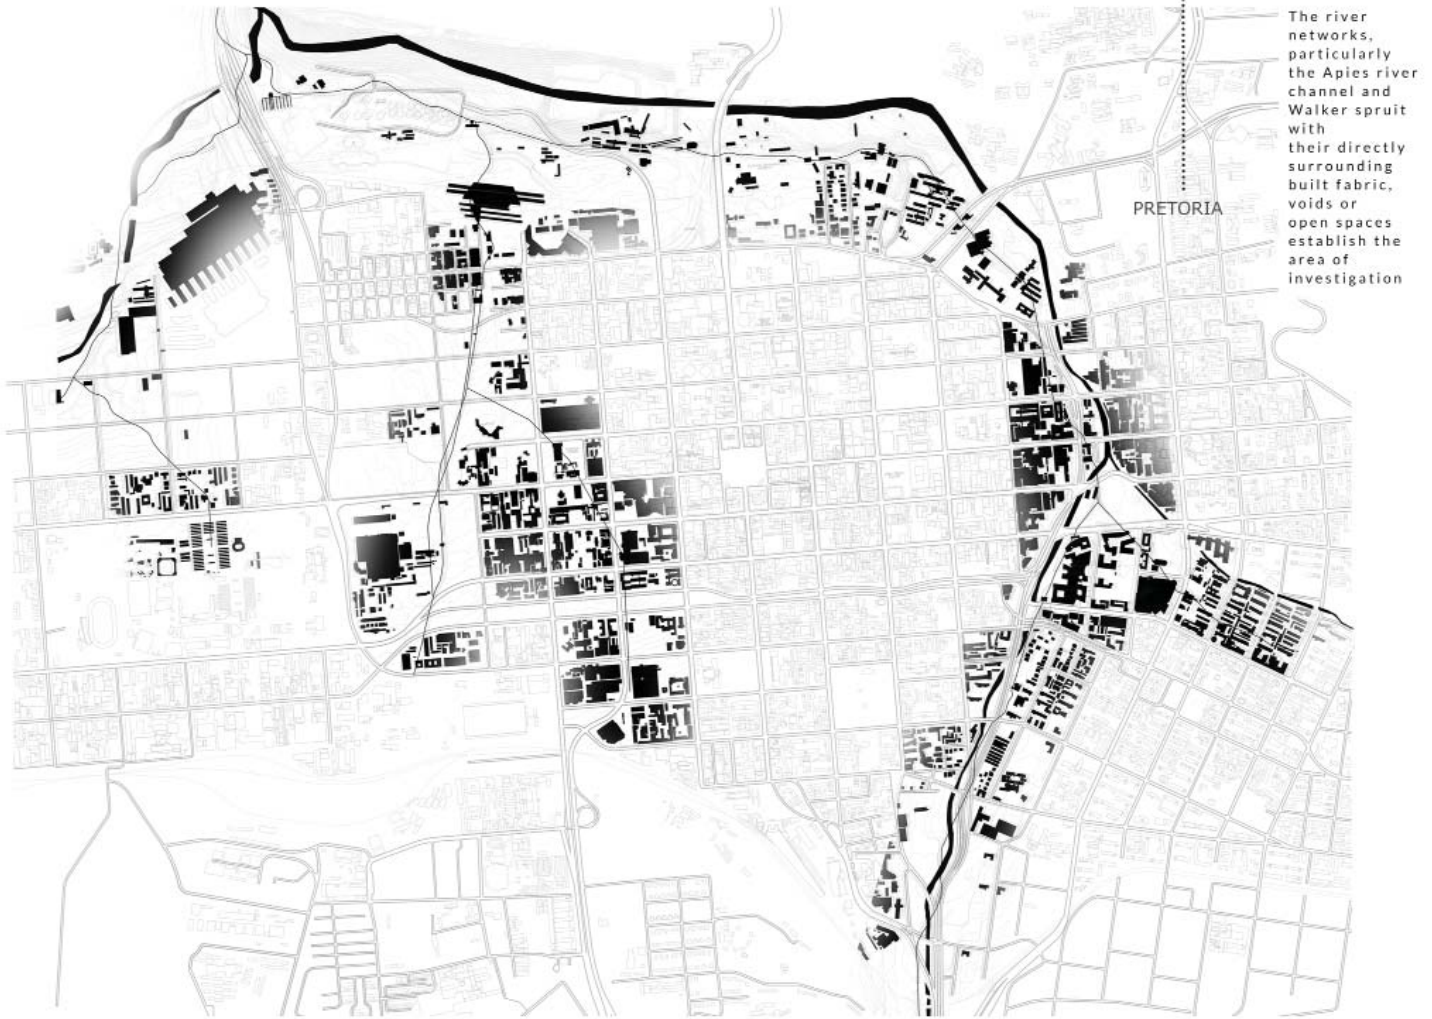 The river
networks,
particularly
the Apies river
channel and
Walker spruit
with
their directly
surrounding
built fabric,
voids or
open spaces
establish the
area of
investigation
PRETORIA